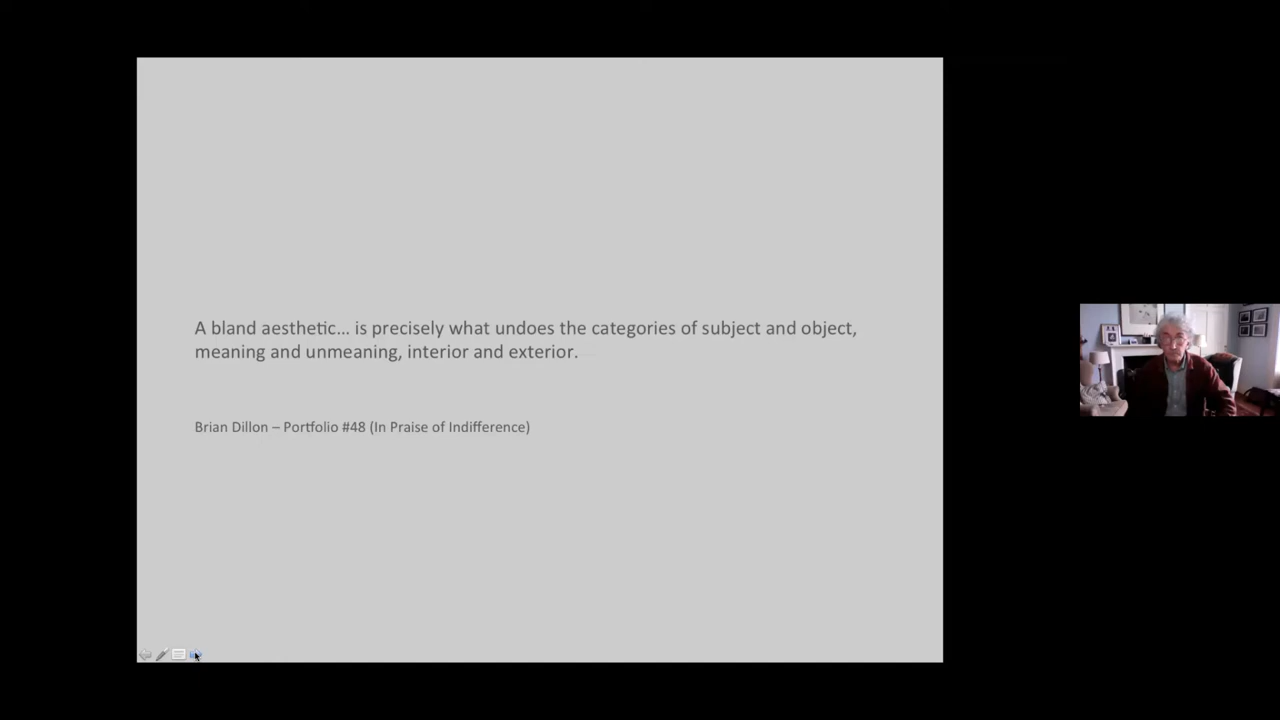 A bland aesthetic... is precisely what undoes the categories of subject and object,
meaning and unmeaning, interior and exterior.
Brian Dillon – Portfolio #48 (In Praise of Indifference)